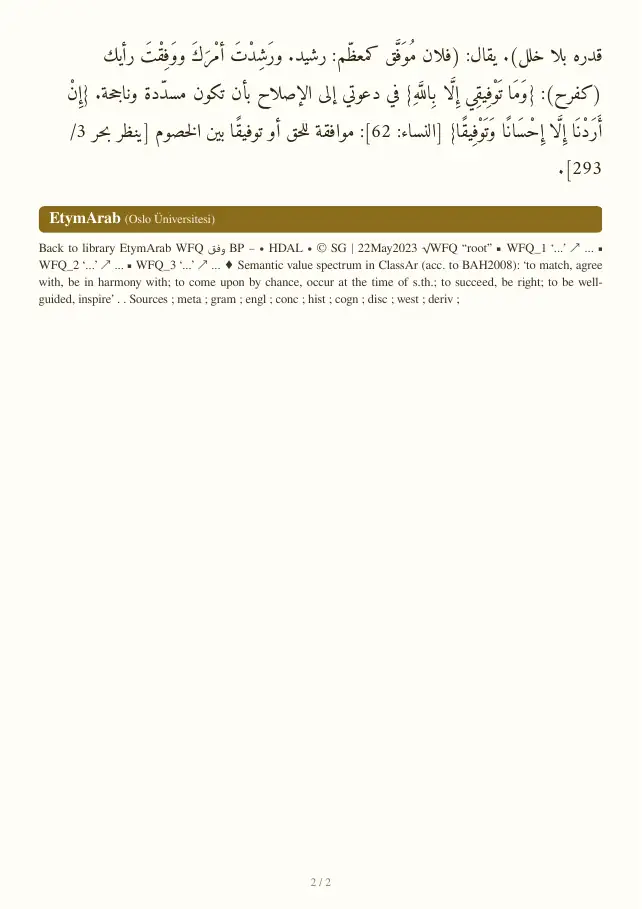 قدره بلا خلل). يقال: (فلان مُوَفَّق كمعظّم: رشيد. ورَشِدْتَ أمْرَكَ ووَفِقْتَ رأيك
(كفرح): {وَمَا تَوْفِيقِي إِلَّا بِاللَّهِ} في دعوتي إلى الإصلاح بأن تكون مسدّدة وناجحة. {إِنْ
أَرَدْنَا إِلَّا إِحْسَانًا وَتَوْفِيقًا} [النساء: 62]: موافقة للحق أو توفيقًا بين الخصوم [ينظر بحر 3/
293].
EtymArab (Oslo Üniversitesi)
Back to library EtymArab WFQ وفق BP – • HDAL • © SG | 22May2023 √WFQ “root” ▪ WFQ_1 ‘...’ ↗ ... ▪
WFQ_2 ‘...’ ↗ ... ▪ WFQ_3 ‘...’ ↗ ... ♦ Semantic value spectrum in ClassAr (acc. to BAH2008): ‘to match, agree
with, be in harmony with; to come upon by chance, occur at the time of s.th.; to succeed, be right; to be well-
guided, inspire’ . . Sources ; meta ; gram ; engl ; conc ; hist ; cogn ; disc ; west ; deriv ;
2 / 2